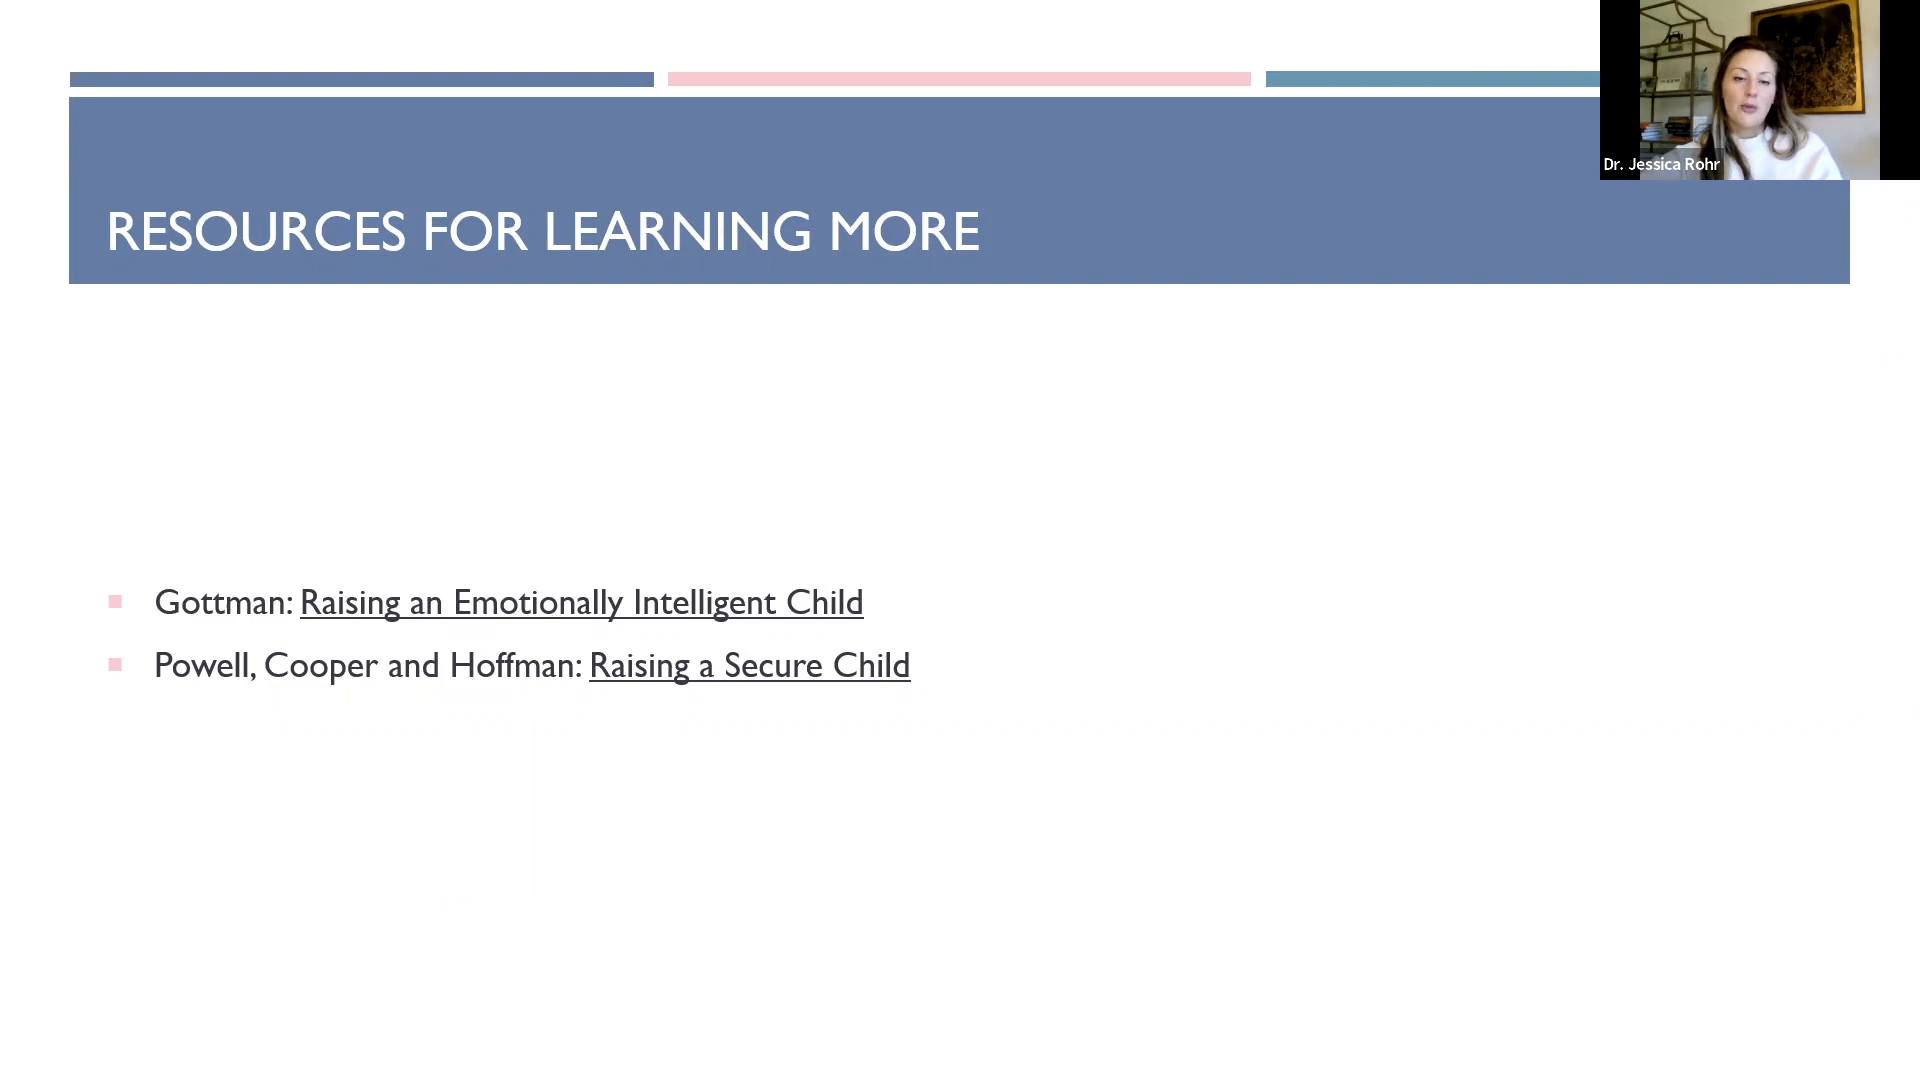 Dr. Jessica Rohr
RESOURCES FOR LEARNING MORE
Gottman: Raising an Emotionally Intelligent Child
Powell, Cooper and Hoffman: Raising a Secure Child